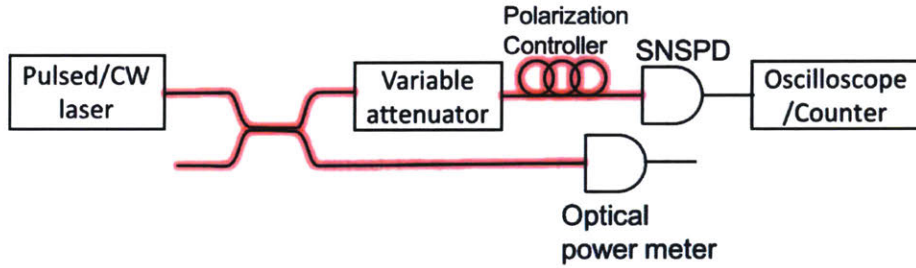 Pulsed/CW
laser
Variable
attenuator
Polarization
Controller
SNSPD
Oscilloscope
/Counter
Optical
power meter